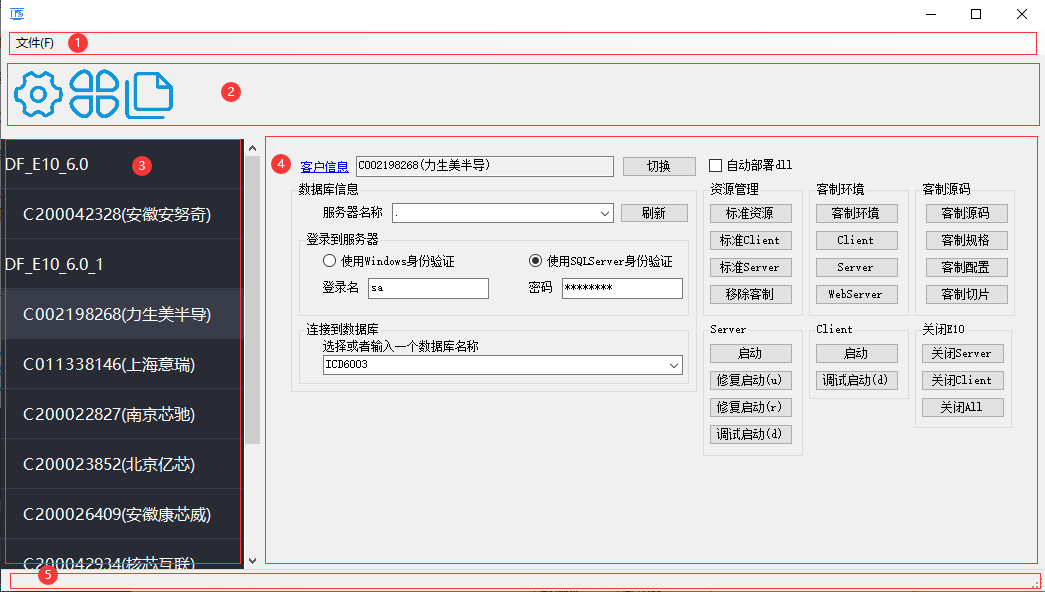 文件(F)
1
2
3
DF_E10_6.0
C200042328(安徽安努奇)
DF_E10_6.0_1
C002198268(力生美半导)
C011338146(上海意瑞)
C200022827(南京芯驰)
C200023852(北京亿芯)
C200026409(安徽康芯威)
C200042934(核芯互联)
4
客户信息
C002198268(力生美半导)
切换
自动部署dll
数据库信息
服务器名称
.
刷新
登录到服务器
使用Windows身份验证
使用SQLServer身份验证
登录名
sa
密码
********
连接到数据库
选择或者输入一个数据库名称
ICD6003
资源管理
标准资源
标准Client
标准Server
移除客制
客制环境
客制环境
Client
Server
WebServer
客制源码
客制源码
客制规格
客制配置
客制切片
Server
启动
修复启动(u)
修复启动(r)
调试启动(d)
Client
启动
调试启动(d)
关闭E10
关闭Server
关闭Client
关闭All
5